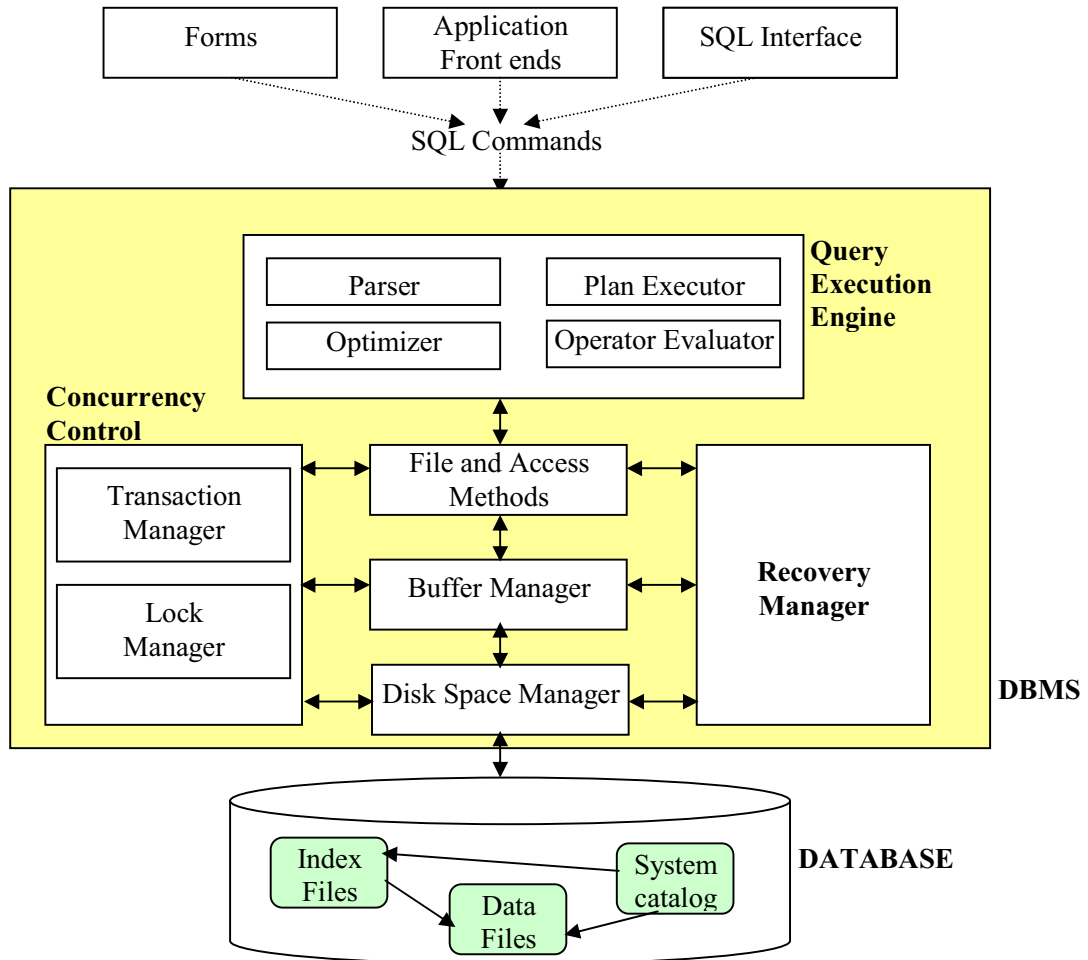 Forms
Application
Front ends
SQL Interface
SQL Commands
Query
Execution
Engine
Parser
Plan Executor
Optimizer
Operator Evaluator
Concurrency
Control
Transaction
Manager
Lock
Manager
File and Access
Methods
Buffer Manager
Disk Space Manager
Recovery
Manager
DBMS
DATABASE
Index
Files
System
catalog
Data
Files